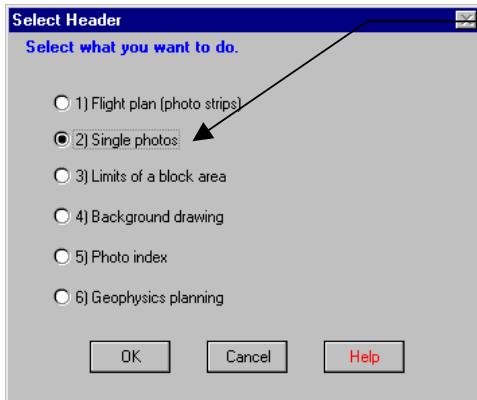 Select Header
Select what you want to do.
1) Flight plan (photo strips)
2) Single photos
3) Limits of a block area
4) Background drawing
5) Photo index
6) Geophysics planning
OK Cancel Help